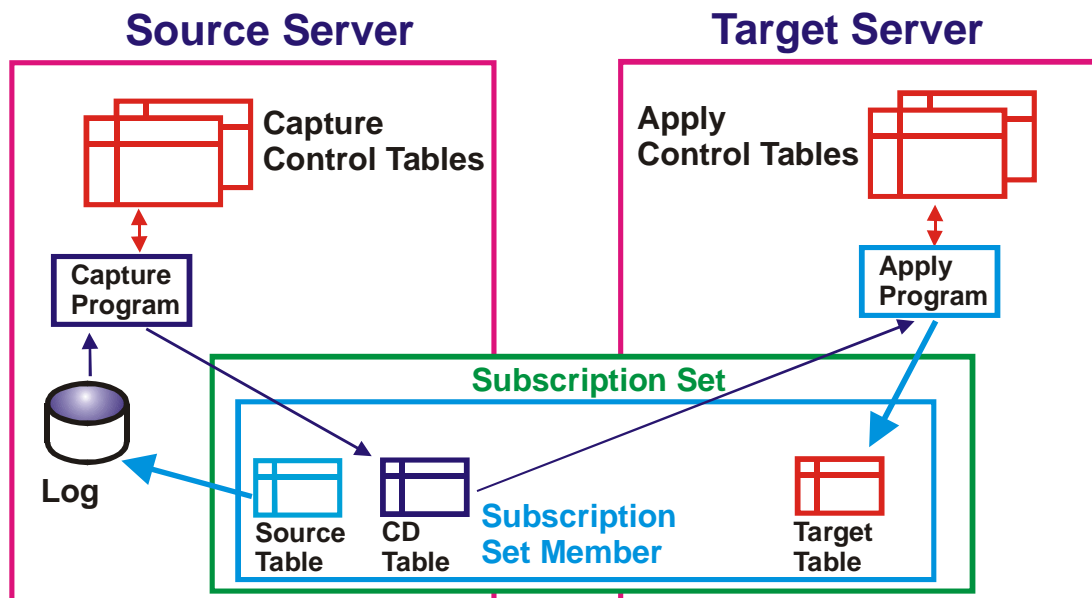 Source Server
Target Server
Capture
Control Tables
Apply
Control Tables
Capture
Program
Apply
Program
Subscription Set
Log
Source
Table
CD
Table
Subscription
Set Member
Target
Table